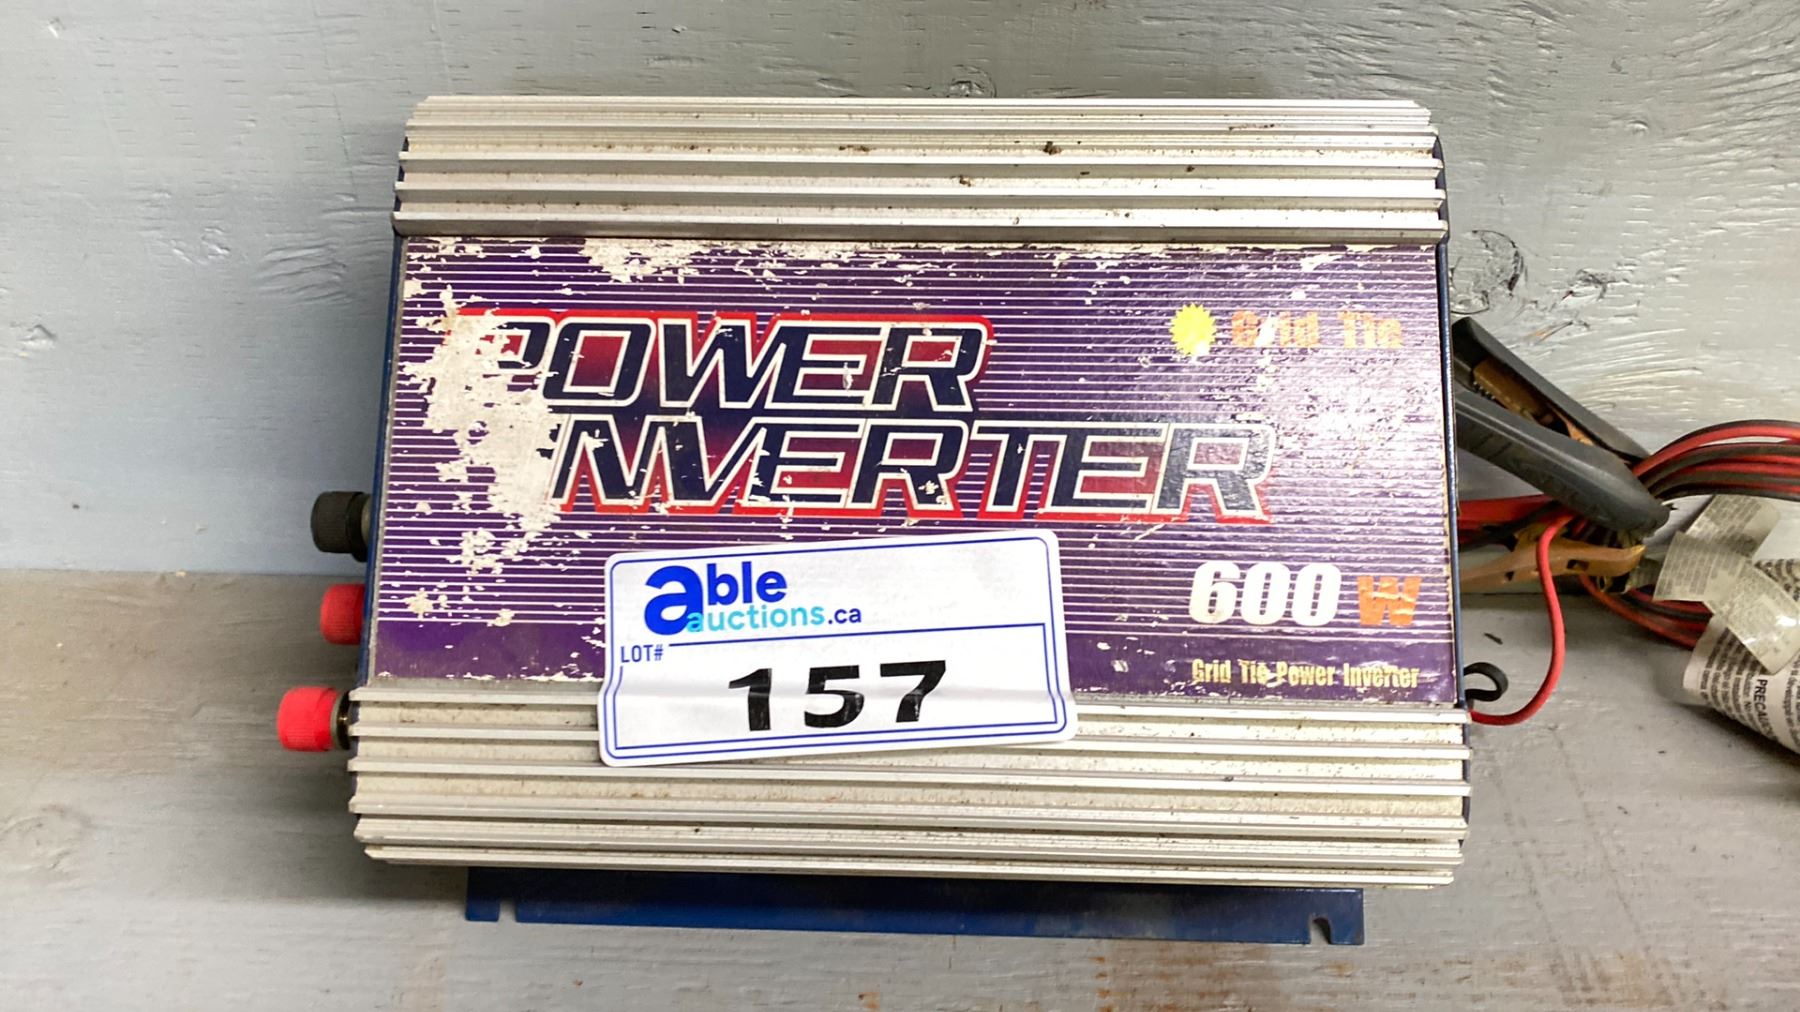 POWER
INVERTER
Grid Tie
600 W
Grid Tie Power Inverter
able
auctions.ca
LOT#
157